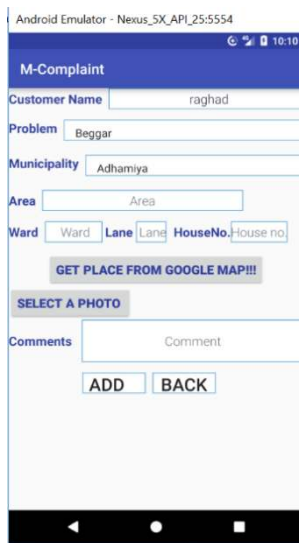 Android Emulator - Nexus_5X_API_25:5554
10:10
M-Complaint
Customer Name raghad
Problem Beggar
Municipality Adhamiya
Area Area
Ward Ward Lane Lane HouseNo. House no.
GET PLACE FROM GOOGLE MAP!!!
SELECT A PHOTO
Comments Comment
ADD BACK